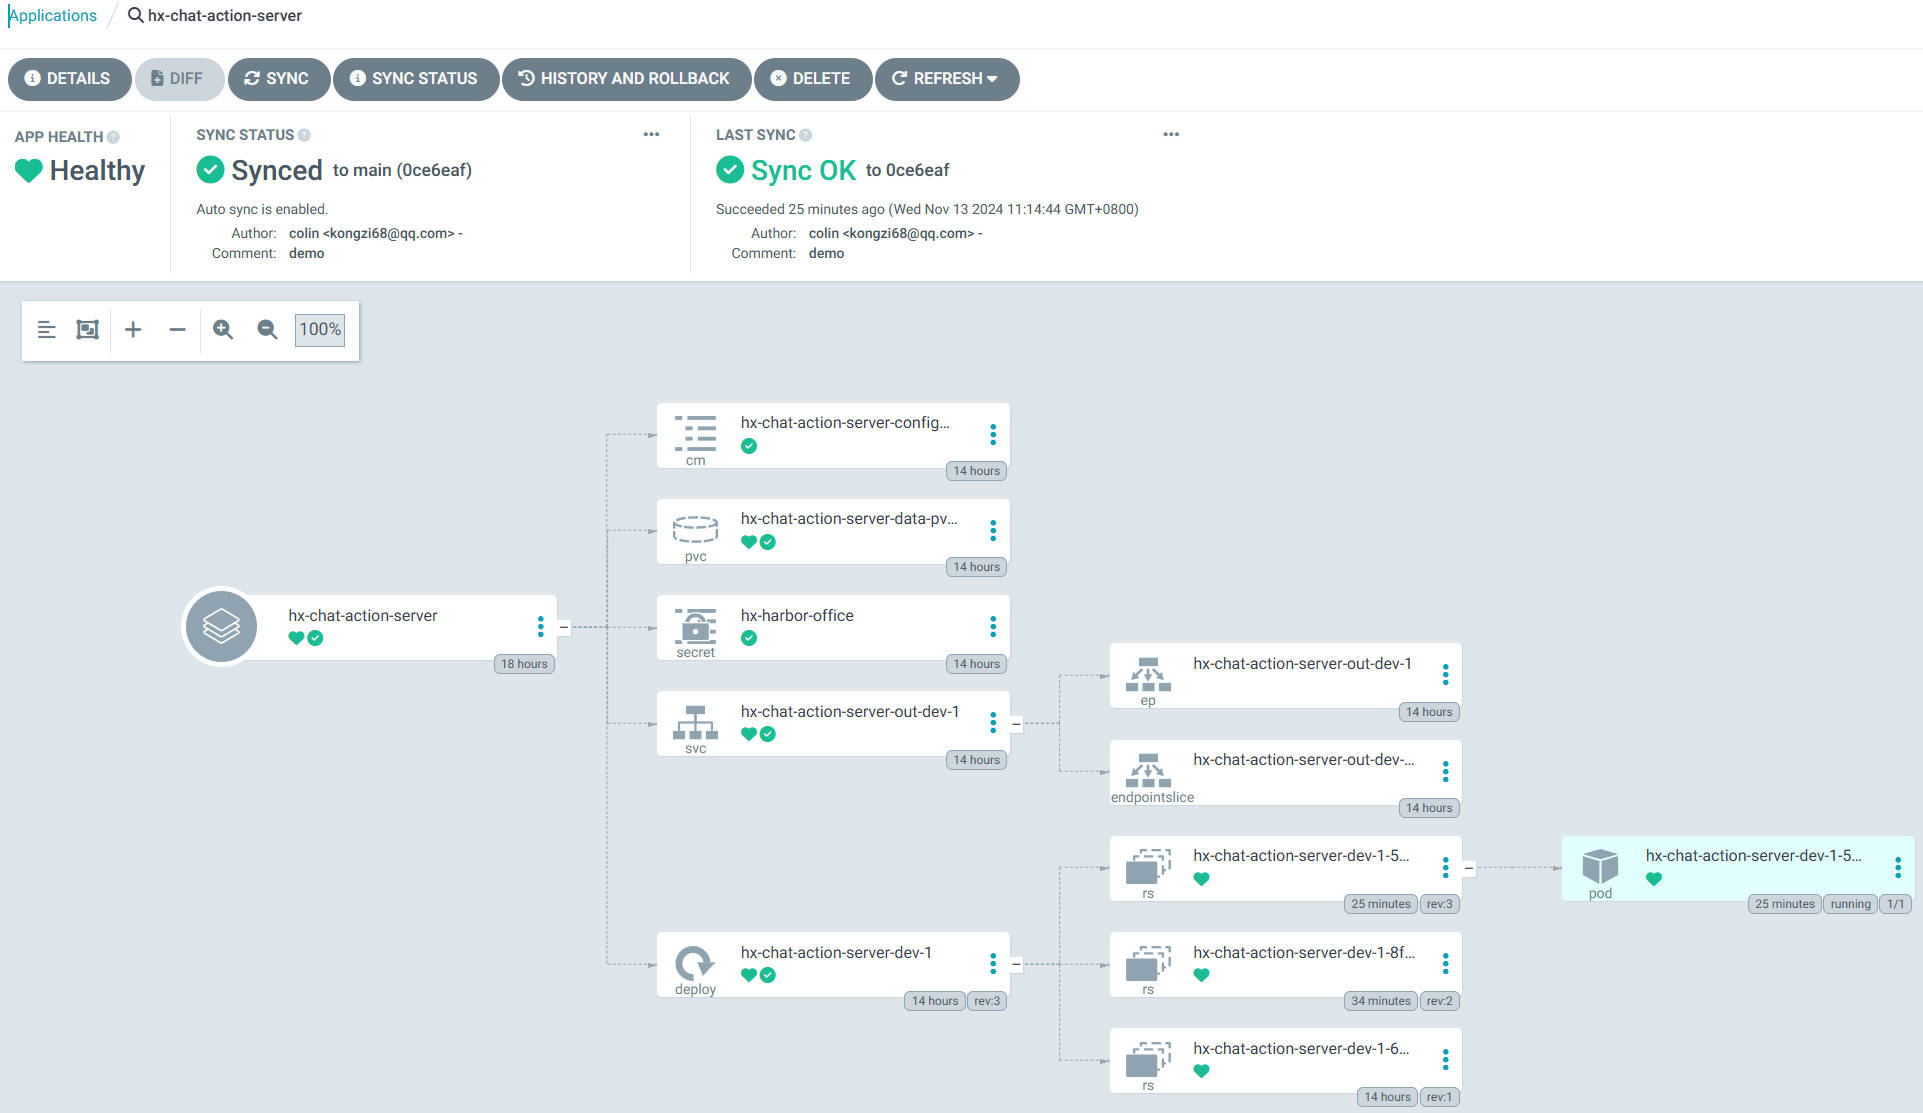 Applications / hx-chat-action-server
DETAILS DIFF SYNC SYNC STATUS HISTORY AND ROLLBACK DELETE REFRESH
APP HEALTH
Healthy
SYNC STATUS
Synced to main (0ce6eaf)
Auto sync is enabled.
Author: colin <kongzi68@qq.com> -
Comment: demo
LAST SYNC
Sync OK to 0ce6eaf
Succeeded 25 minutes ago (Wed Nov 13 2024 11:14:44 GMT+0800)
Author: colin <kongzi68@qq.com> -
Comment: demo
100%
hx-chat-action-server
18 hours
hx-chat-action-server-config...
cm
14 hours
hx-chat-action-server-data-pv...
pvc
14 hours
hx-harbor-office
secret
14 hours
hx-chat-action-server-out-dev-1
svc
14 hours
hx-chat-action-server-dev-1
deploy
14 hours rev:3
hx-chat-action-server-out-dev-1
ep
14 hours
hx-chat-action-server-out-dev-...
endpointslice
14 hours
hx-chat-action-server-dev-1-5...
rs
25 minutes rev:3
hx-chat-action-server-dev-1-8f...
rs
34 minutes rev:2
hx-chat-action-server-dev-1-6...
rs
14 hours rev:1
hx-chat-action-server-dev-1-5...
pod
25 minutes running 1/1